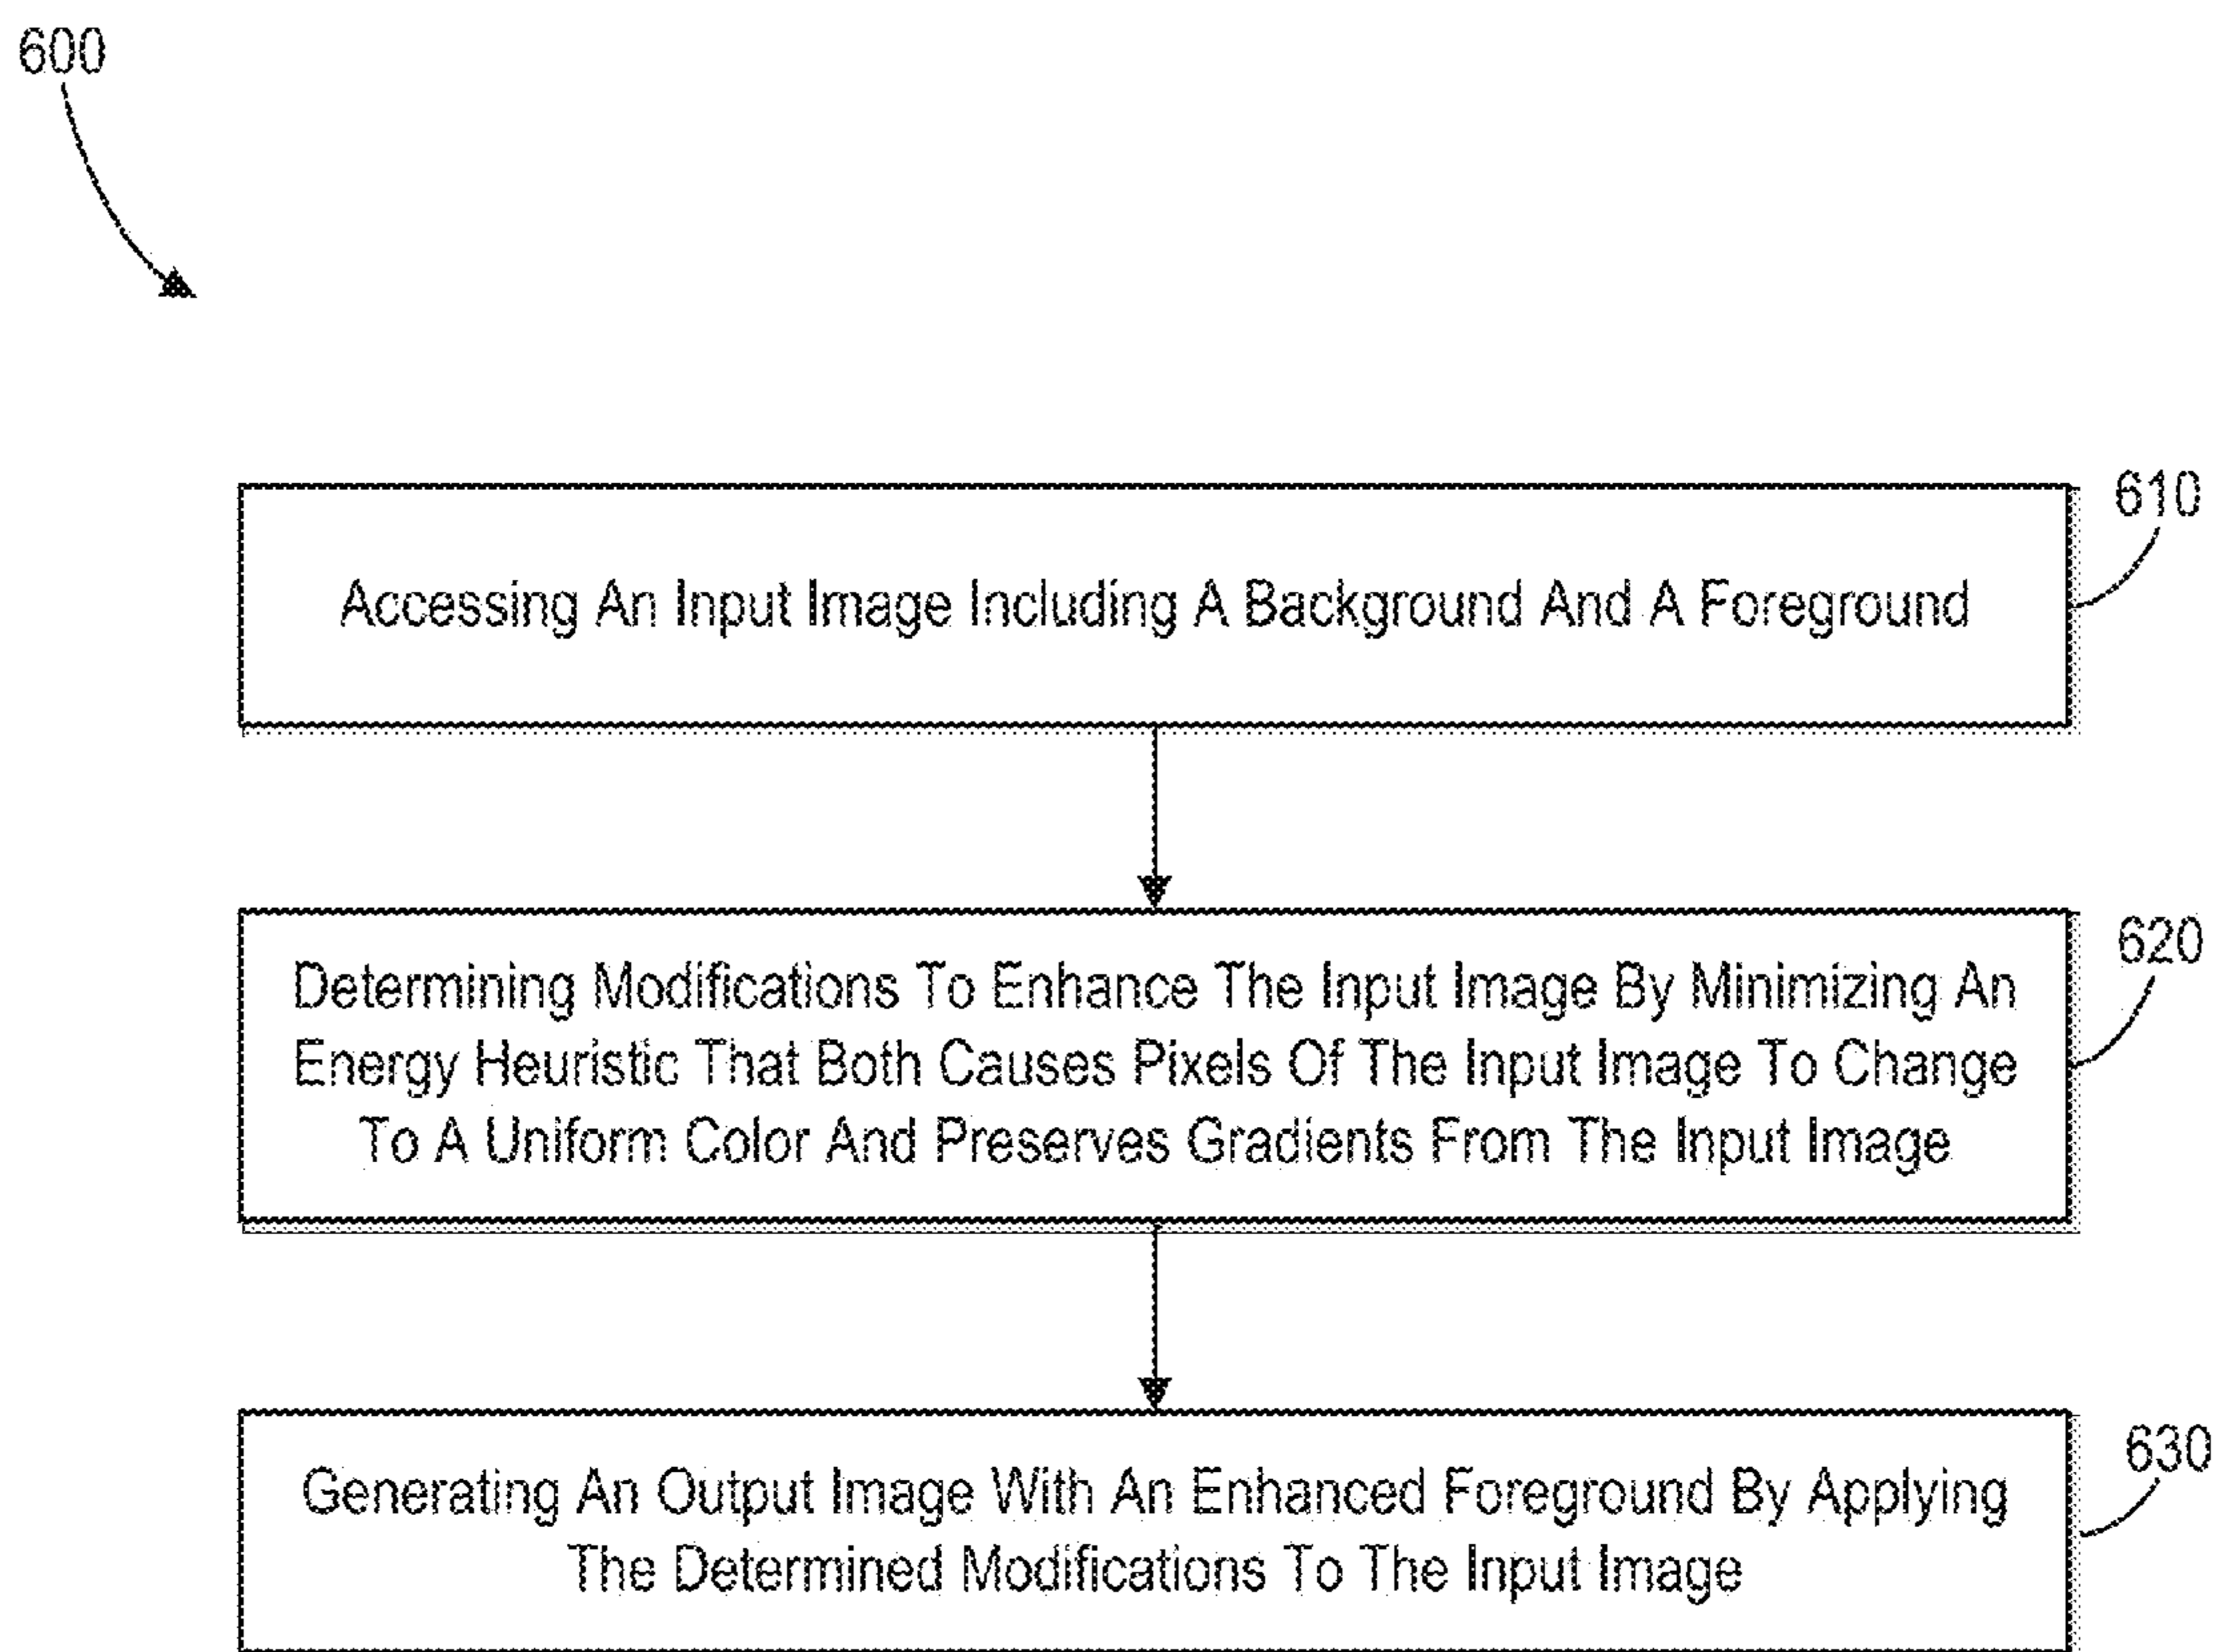 600
610
Accessing An Input Image Including A Background And A Foreground
620
Determining Modifications To Enhance The Input Image By Minimizing An
Energy Heuristic That Both Causes Pixels Of The Input Image To Change
To A Uniform Color And Preserves Gradients From The Input Image
630
Generating An Output Image With An Enhanced Foreground By Applying
The Determined Modifications To The Input Image